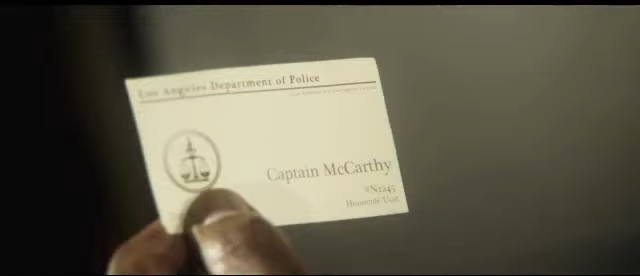 Los Angeles Department of Police
Captain McCarthy
#N1245
Homicide Unit